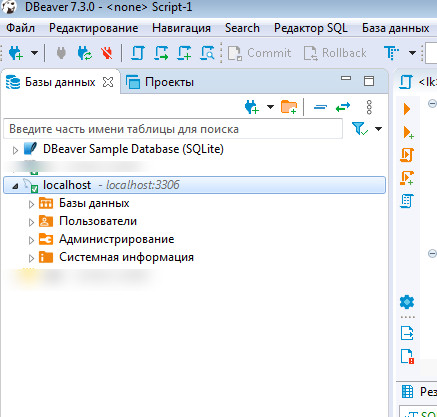 DBeaver 7.3.0 - <none> Script-1
Файл Редактирование Навигация Search Редактор SQL База данных
Commit Rollback
Базы данных Проекты
Введите часть имени таблицы для поиска
DBeaver Sample Database (SQLite)
localhost - localhost:3306
Базы данных
Пользователи
Администрирование
Системная информация